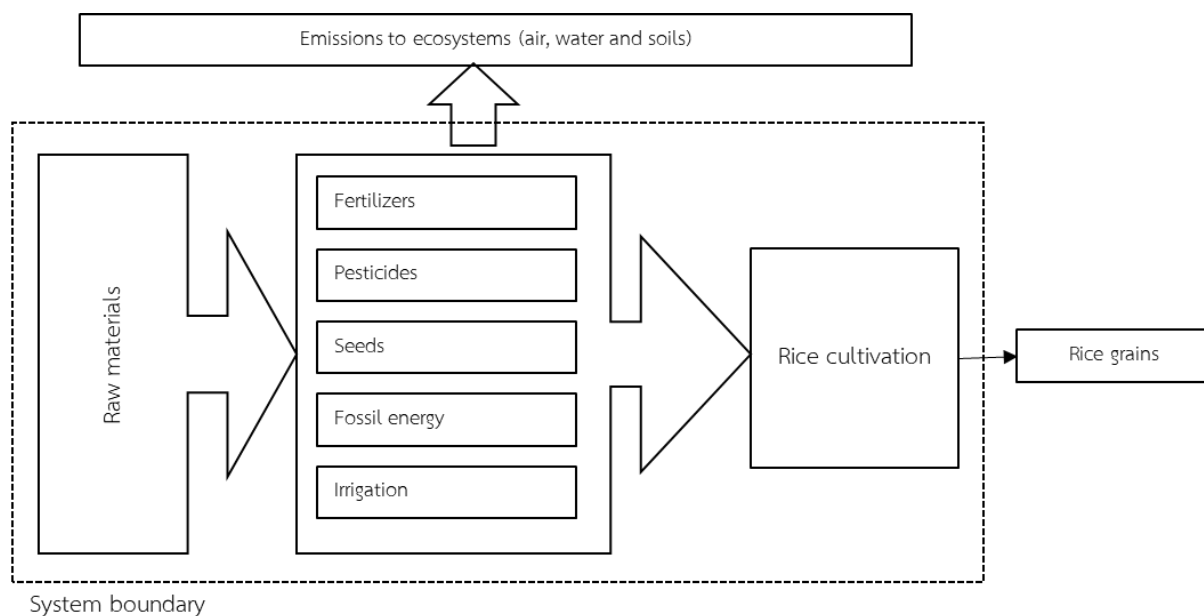 Emissions to ecosystems (air, water and soils)
Raw materials
Fertilizers
Pesticides
Seeds
Fossil energy
Irrigation
Rice cultivation
Rice grains
System boundary